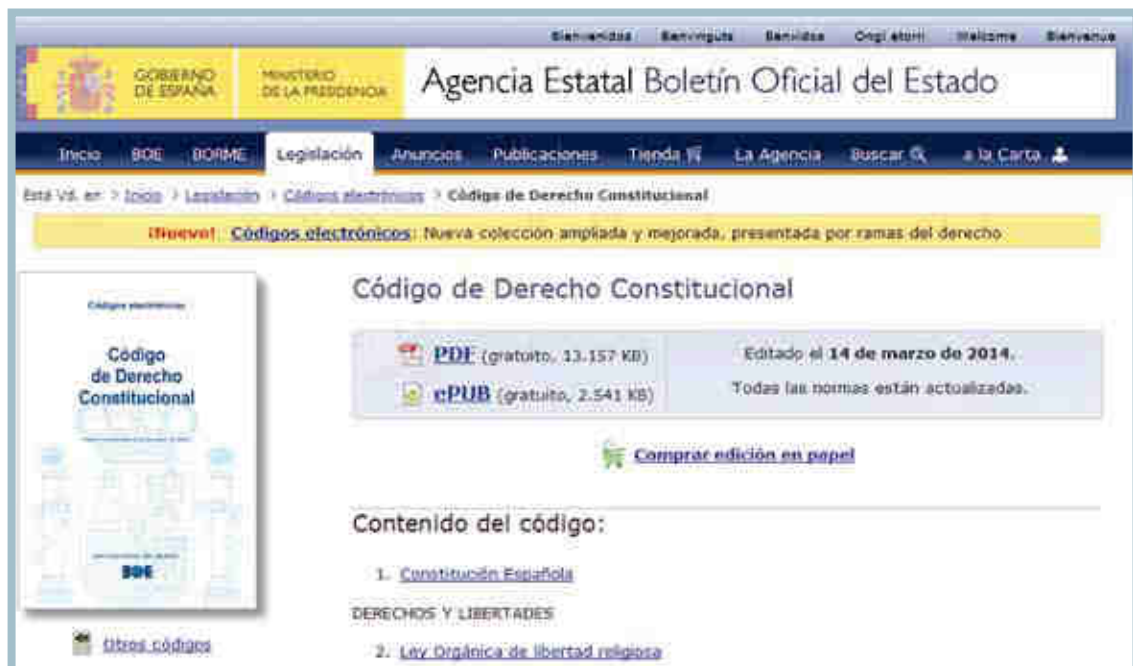 Bienvenidos Benvinguts Benvidos Ongi etorri Welcome Bienvenue
GOBIERNO DE ESPAÑA
MINISTERIO DE LA PRESIDENCIA
Agencia Estatal Boletín Oficial del Estado
Inicio BOE BORME Legislación Anuncios Publicaciones Tienda La Agencia Buscar a la Carta
Está Vd. en > Inicio > Legislación > Códigos electrónicos > Código de Derecho Constitucional
¡Nuevo! Códigos electrónicos: Nueva colección ampliada y mejorada, presentada por ramas del derecho
Códigos electrónicos
Código
de Derecho
Constitucional
BOE
Otros códigos
Código de Derecho Constitucional
PDF (gratuito, 13.157 KB)
Editado el 14 de marzo de 2014.
ePUB (gratuito, 2.541 KB)
Todas las normas están actualizadas.
Comprar edición en papel
Contenido del código:
1. Constitución Española
DERECHOS Y LIBERTADES
2. Ley Orgánica de libertad religiosa